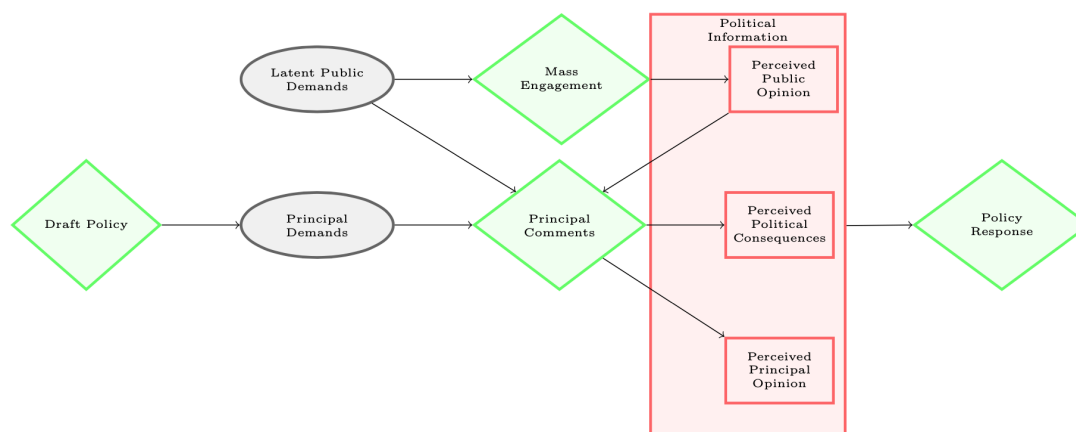 Political
Information
Latent Public
Demands
Mass
Engagement
Perceived
Public
Opinion
Draft Policy
Principal
Demands
Principal
Comments
Perceived
Political
Consequences
Policy
Response
Perceived
Principal
Opinion